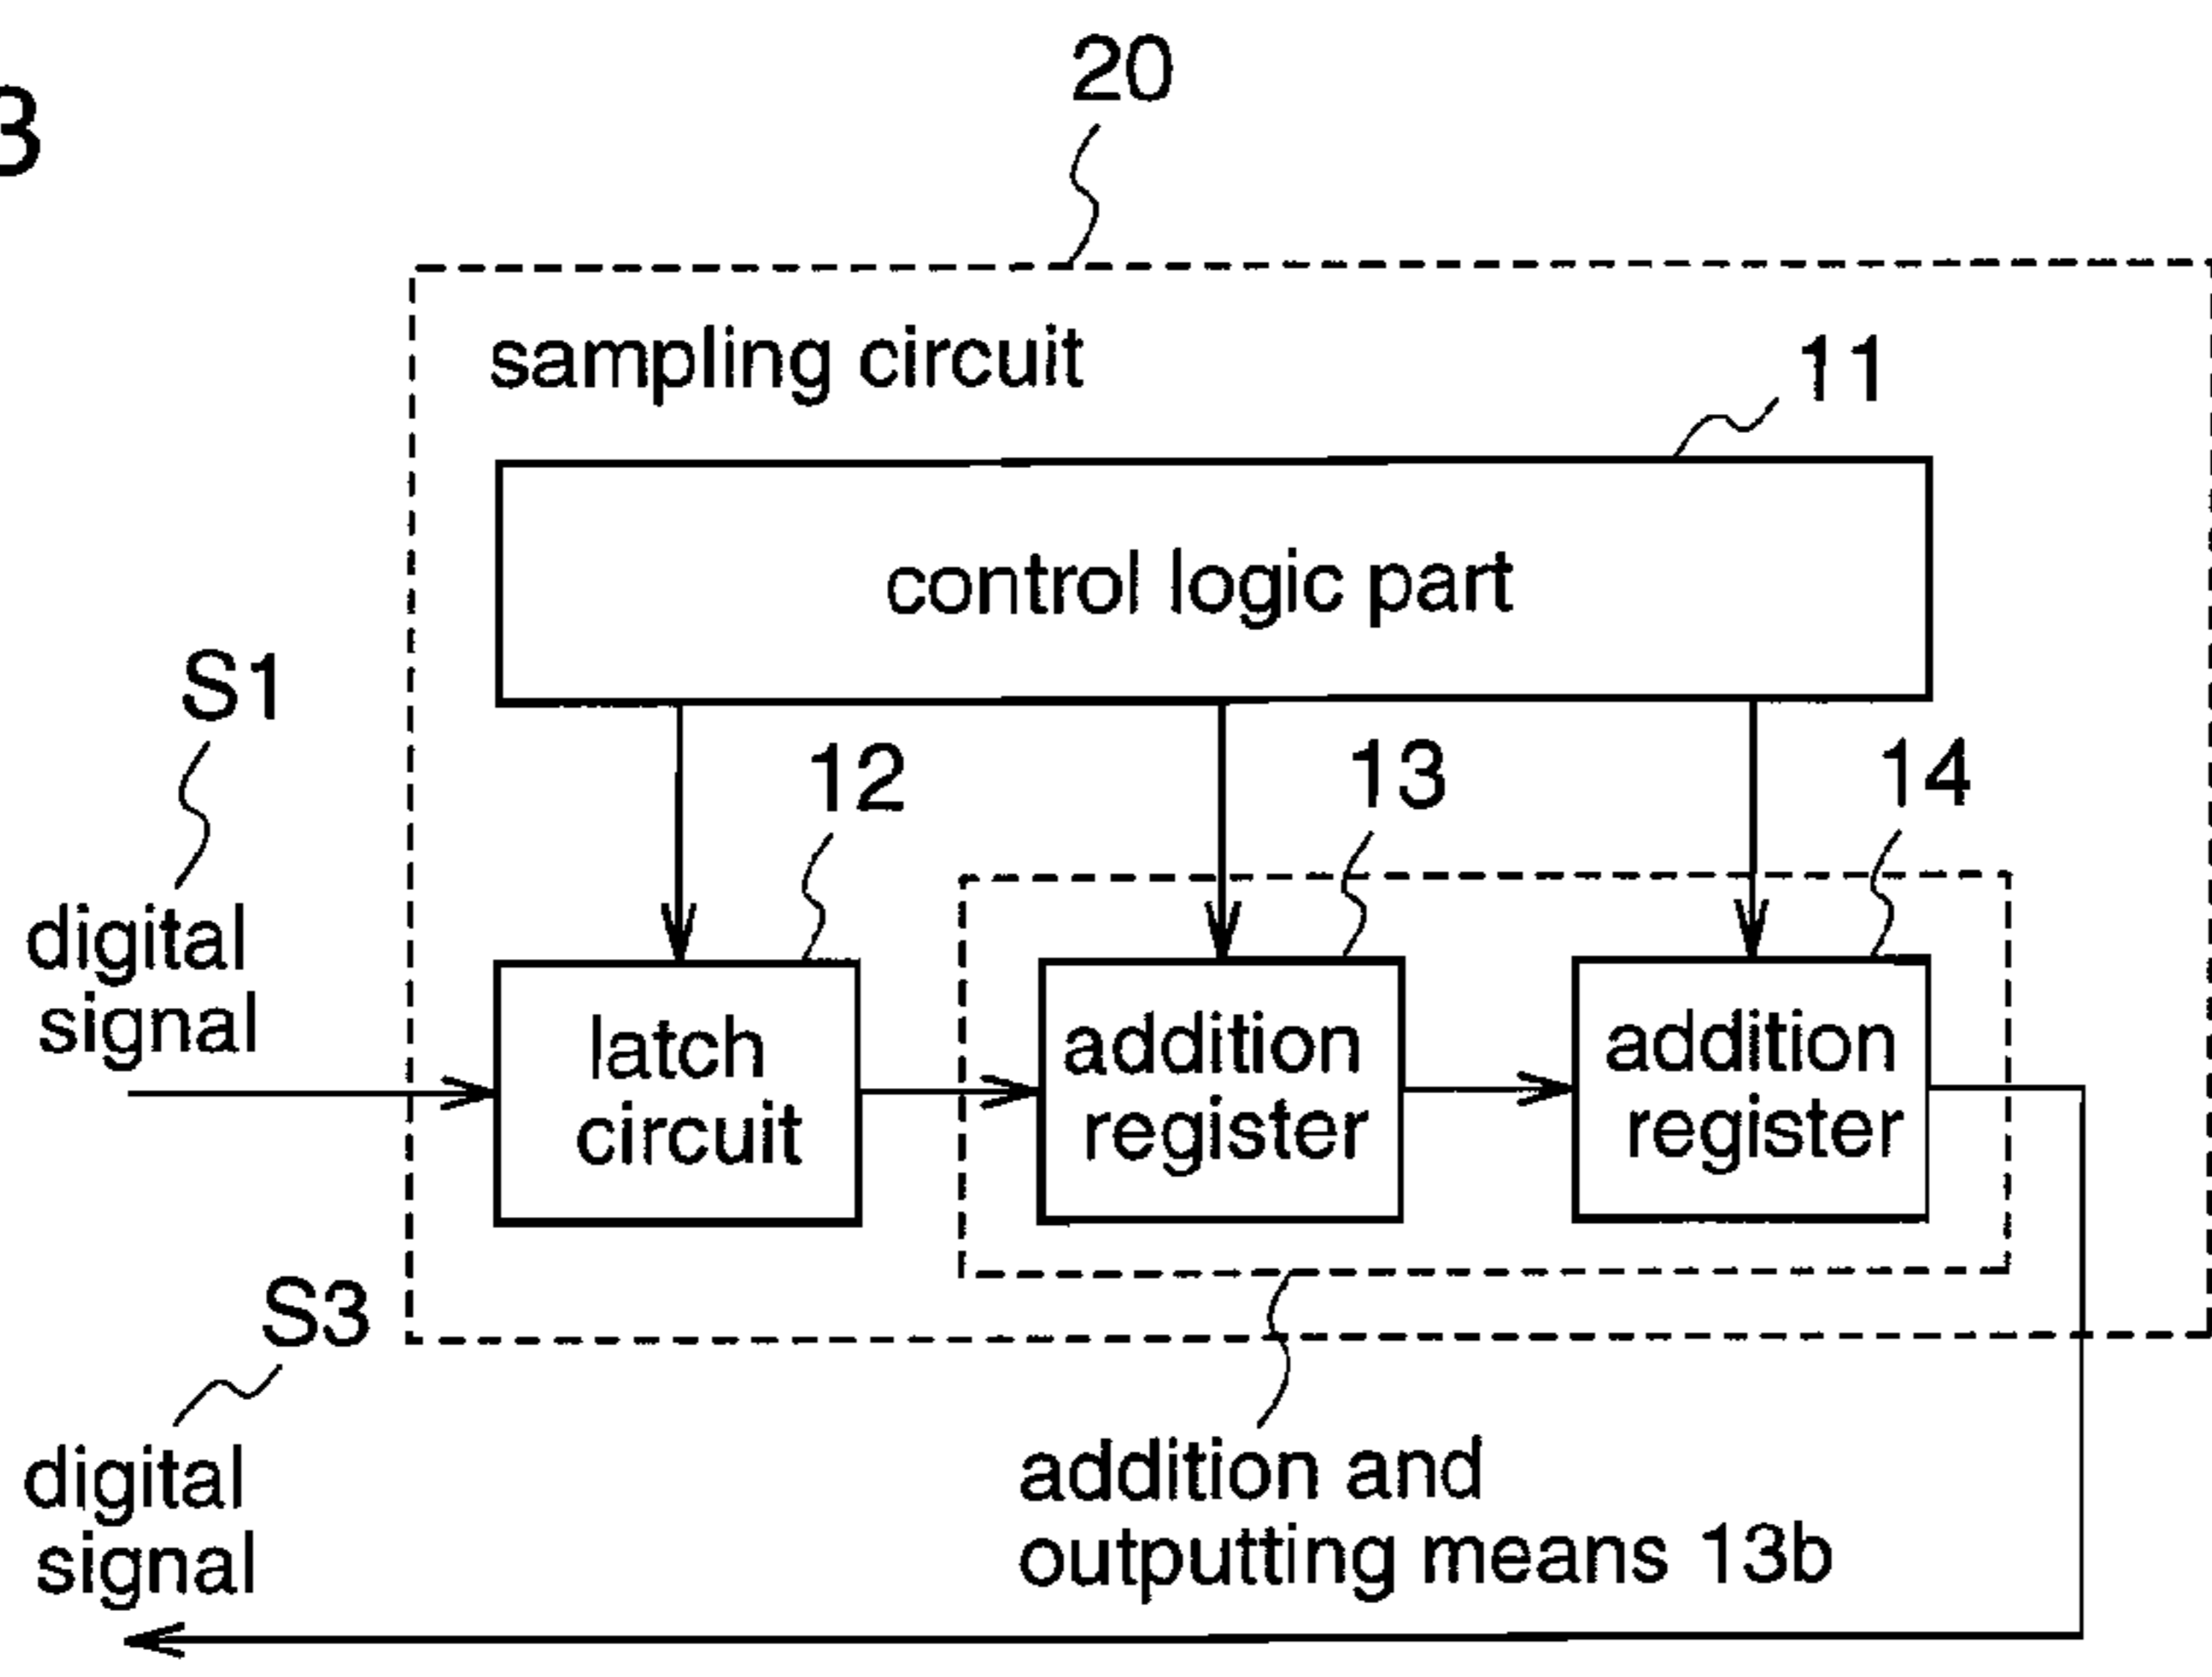 3
20
sampling circuit
11
control logic part
S1
12
13
14
digital
signal
latch
circuit
addition
register
addition
register
S3
digital
signal
addition and
outputting means 13b